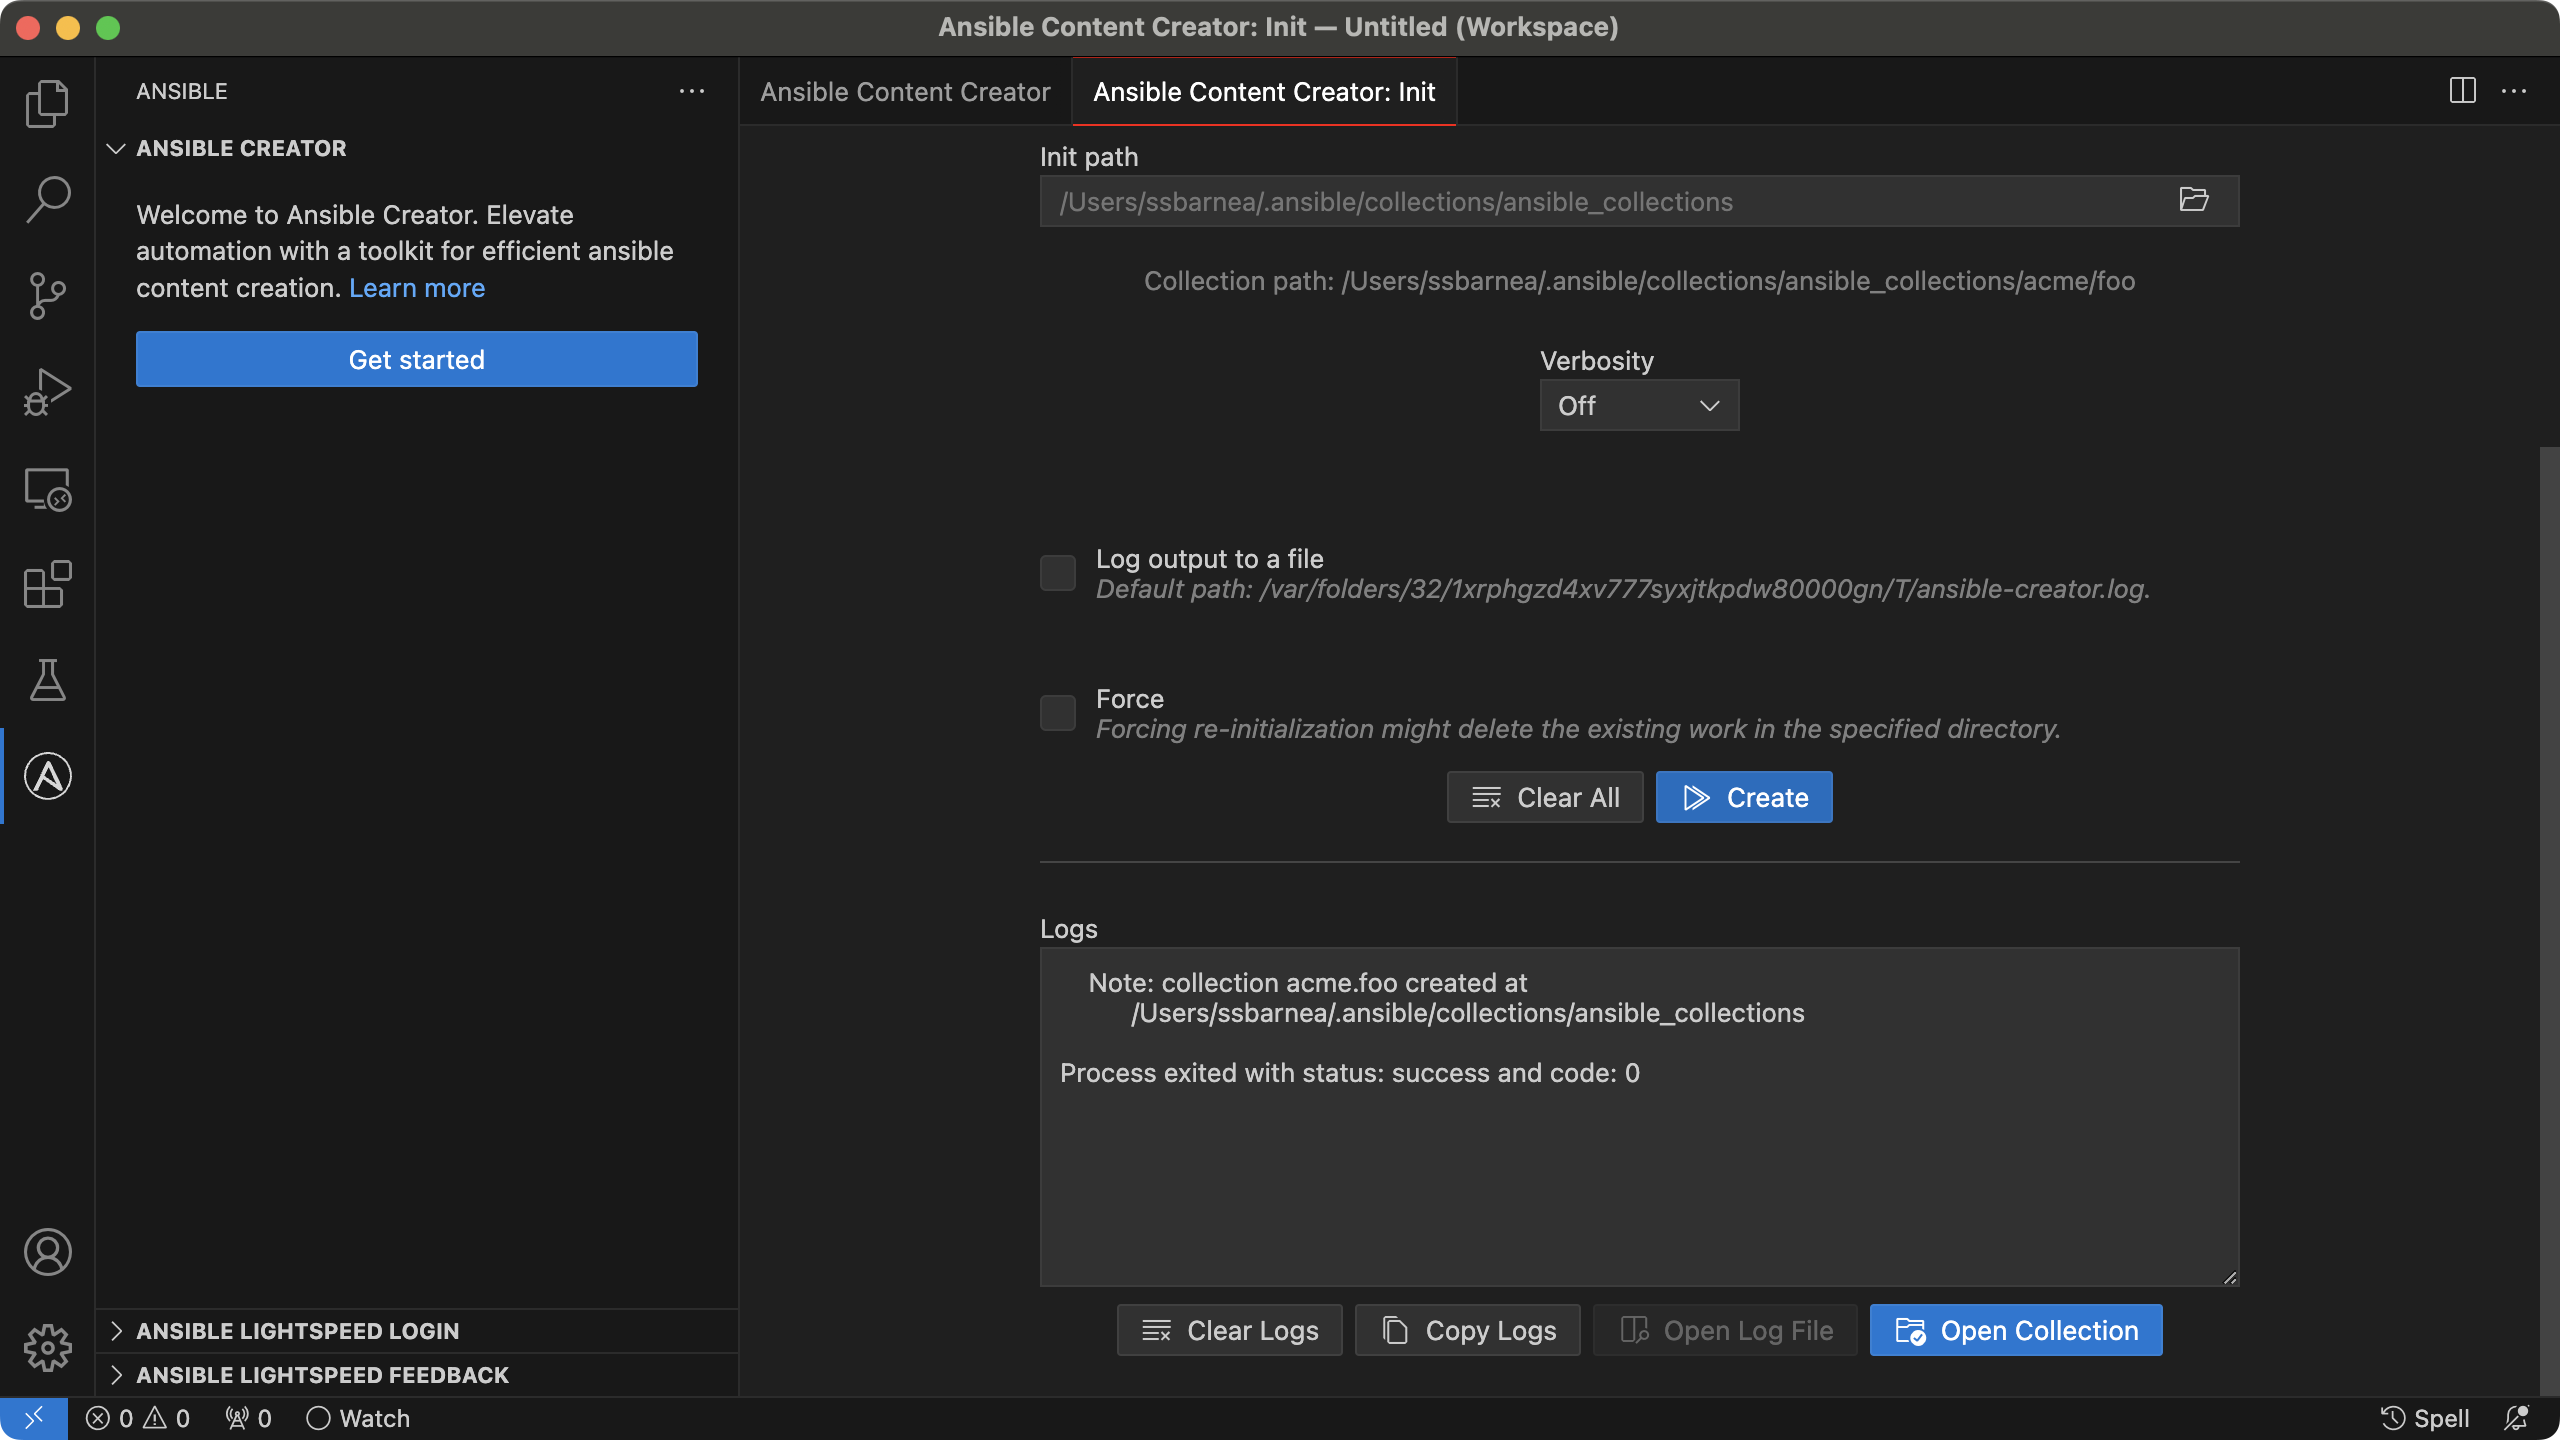 Ansible Content Creator: Init — Untitled (Workspace)
ANSIBLE
ANSIBLE CREATOR
Welcome to Ansible Creator. Elevate
automation with a toolkit for efficient ansible
content creation. Learn more
Get started
ANSIBLE LIGHTSPEED LOGIN
ANSIBLE LIGHTSPEED FEEDBACK
Ansible Content Creator
Ansible Content Creator: Init
Init path
/Users/ssbarnea/.ansible/collections/ansible_collections
Collection path: /Users/ssbarnea/.ansible/collections/ansible_collections/acme/foo
Verbosity
Off
Log output to a file
Default path: /var/folders/32/1xrphgzd4xv777syxjtkpdw80000gn/T/ansible-creator.log.
Force
Forcing re-initialization might delete the existing work in the specified directory.
Clear All
Create
Logs
Note: collection acme.foo created at
/Users/ssbarnea/.ansible/collections/ansible_collections
Process exited with status: success and code: 0
Clear Logs
Copy Logs
Open Log File
Open Collection
0 0 0 Watch
Spell